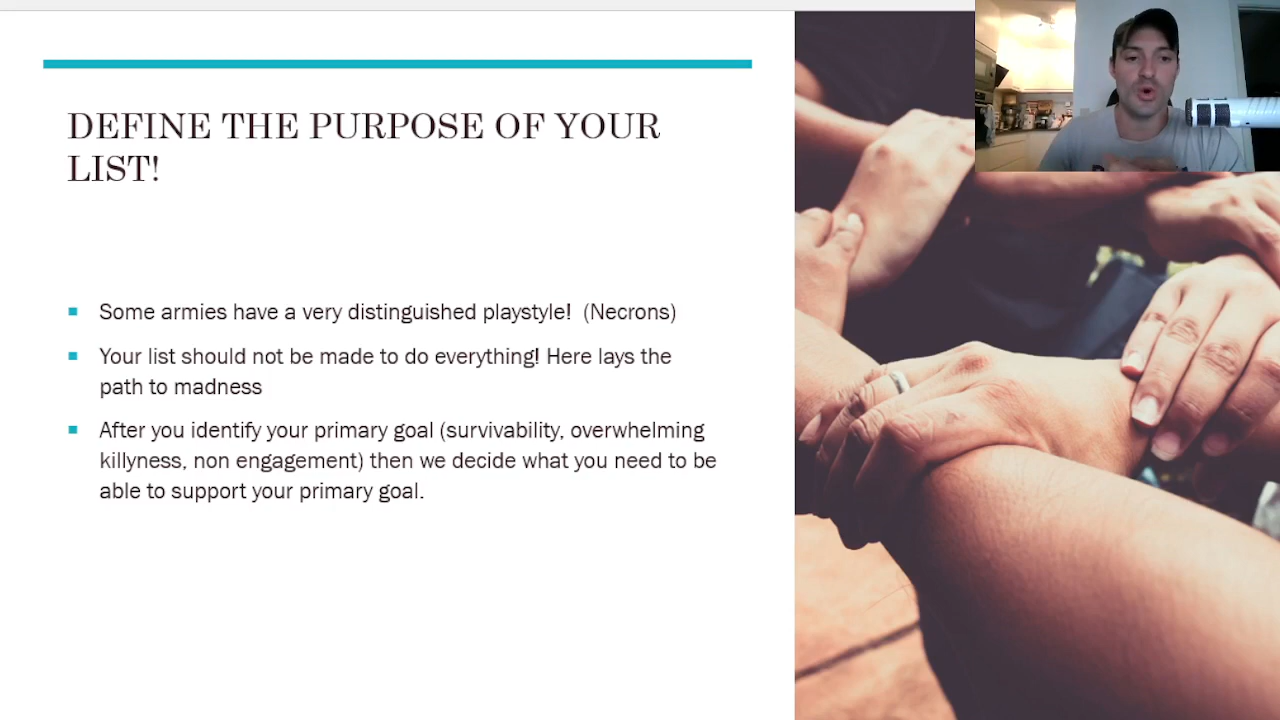 DEFINE THE PURPOSE OF YOUR
LIST!
Some armies have a very distinguished playstyle!  (Necrons)
Your list should not be made to do everything! Here lays the
path to madness
After you identify your primary goal (survivability, overwhelming
killyness, non engagement) then we decide what you need to be
able to support your primary goal.